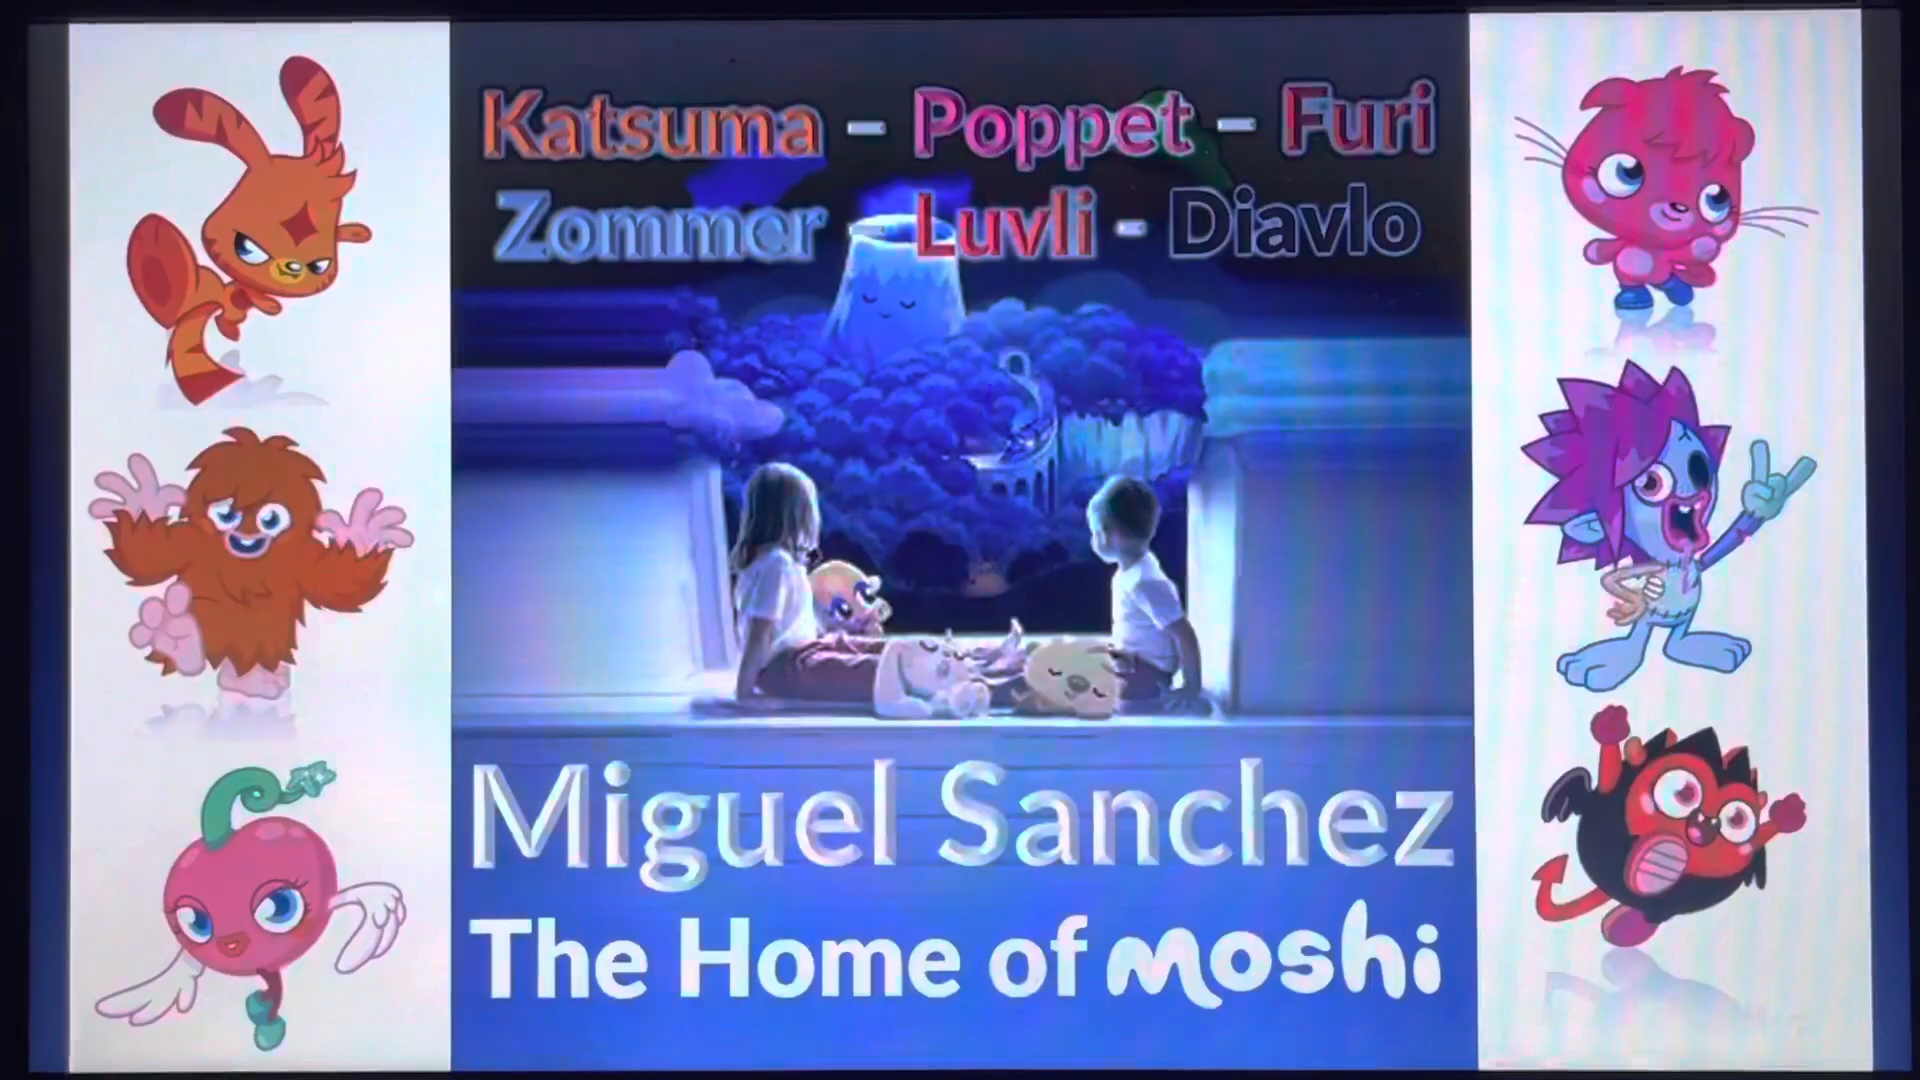 Katsuma - Poppet - Furi
Zommer - Luvli - Diavlo
Miguel Sanchez
The Home of moshi